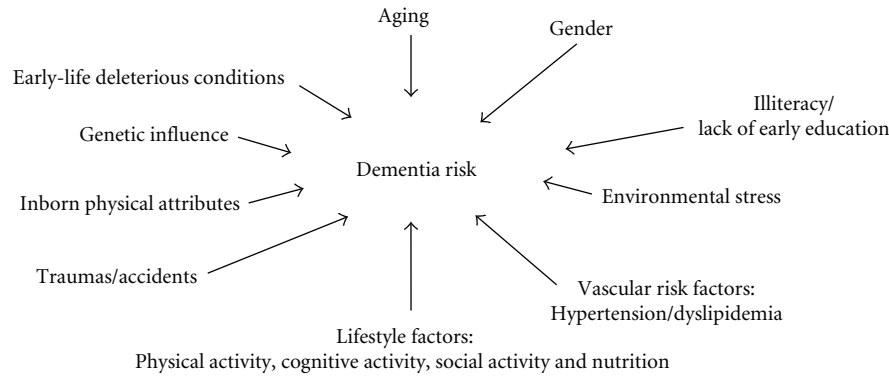 Aging
Gender
Early-life deleterious conditions
Illiteracy/
lack of early education
Genetic influence
Dementia risk
Inborn physical attributes
Environmental stress
Traumas/accidents
Vascular risk factors:
Hypertension/dyslipidemia
Lifestyle factors:
Physical activity, cognitive activity, social activity and nutrition